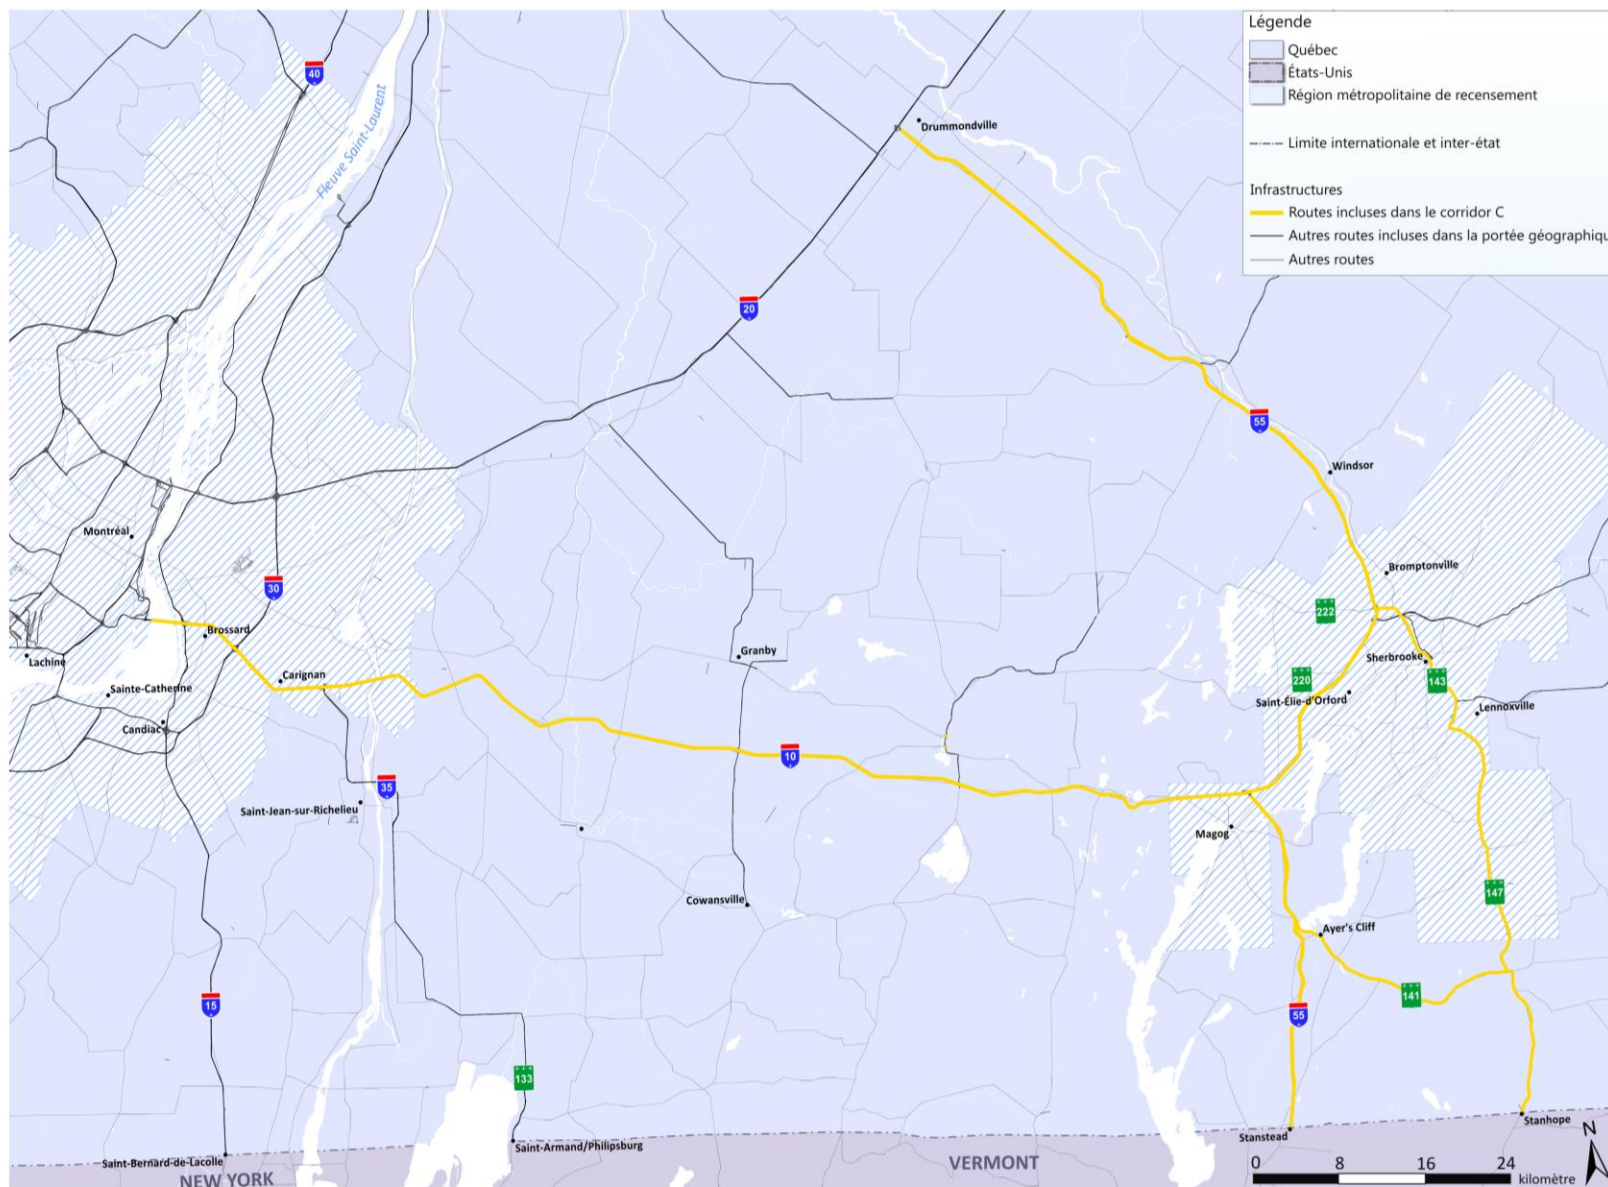 Légende
Québec
États-Unis
Région métropolitaine de recensement
Limite internationale et inter-état
Infrastructures
Routes incluses dans le corridor C
Autres routes incluses dans la portée géographiqu
Autres routes
40
Fleuve Saint-Laurent
Drummondville
20
55
Windsor
Montréal
Bromptonville
30
222
Brossard
Lachine
Granby
Sherbrooke
Carignan
220
143
Sainte-Catherine
Saint-Élie-d'Orford
Lennoxville
Candiac
10
35
Saint-Jean-sur-Richelieu
Magog
147
Cowansville
Ayer's Cliff
141
15
55
133
Stanhope
N
Stanstead
Saint-Armand/Philipsburg
Saint-Bernard-de-Lacolle
VERMONT
NEW YORK
0 8 16 24
kilomètre